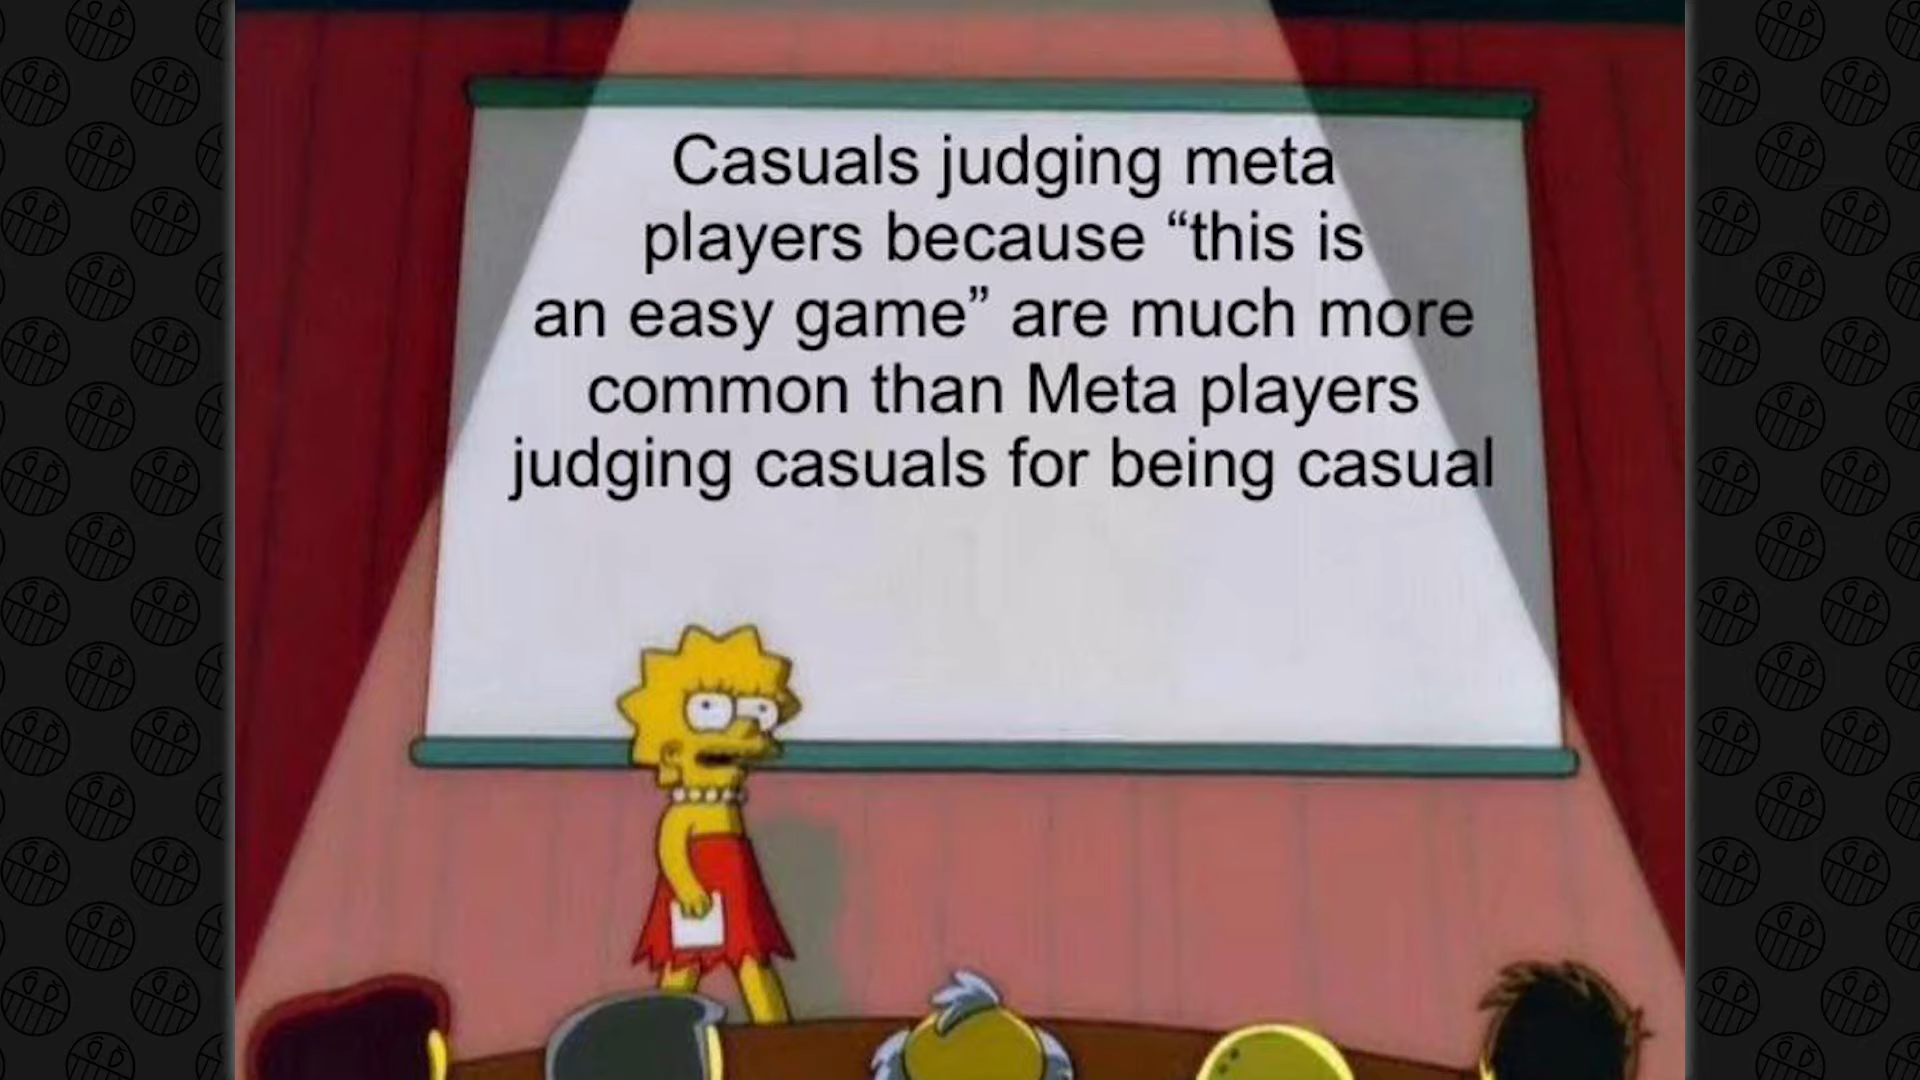 Casuals judging meta
players because “this is
an easy game” are much more
common than Meta players
judging casuals for being casual